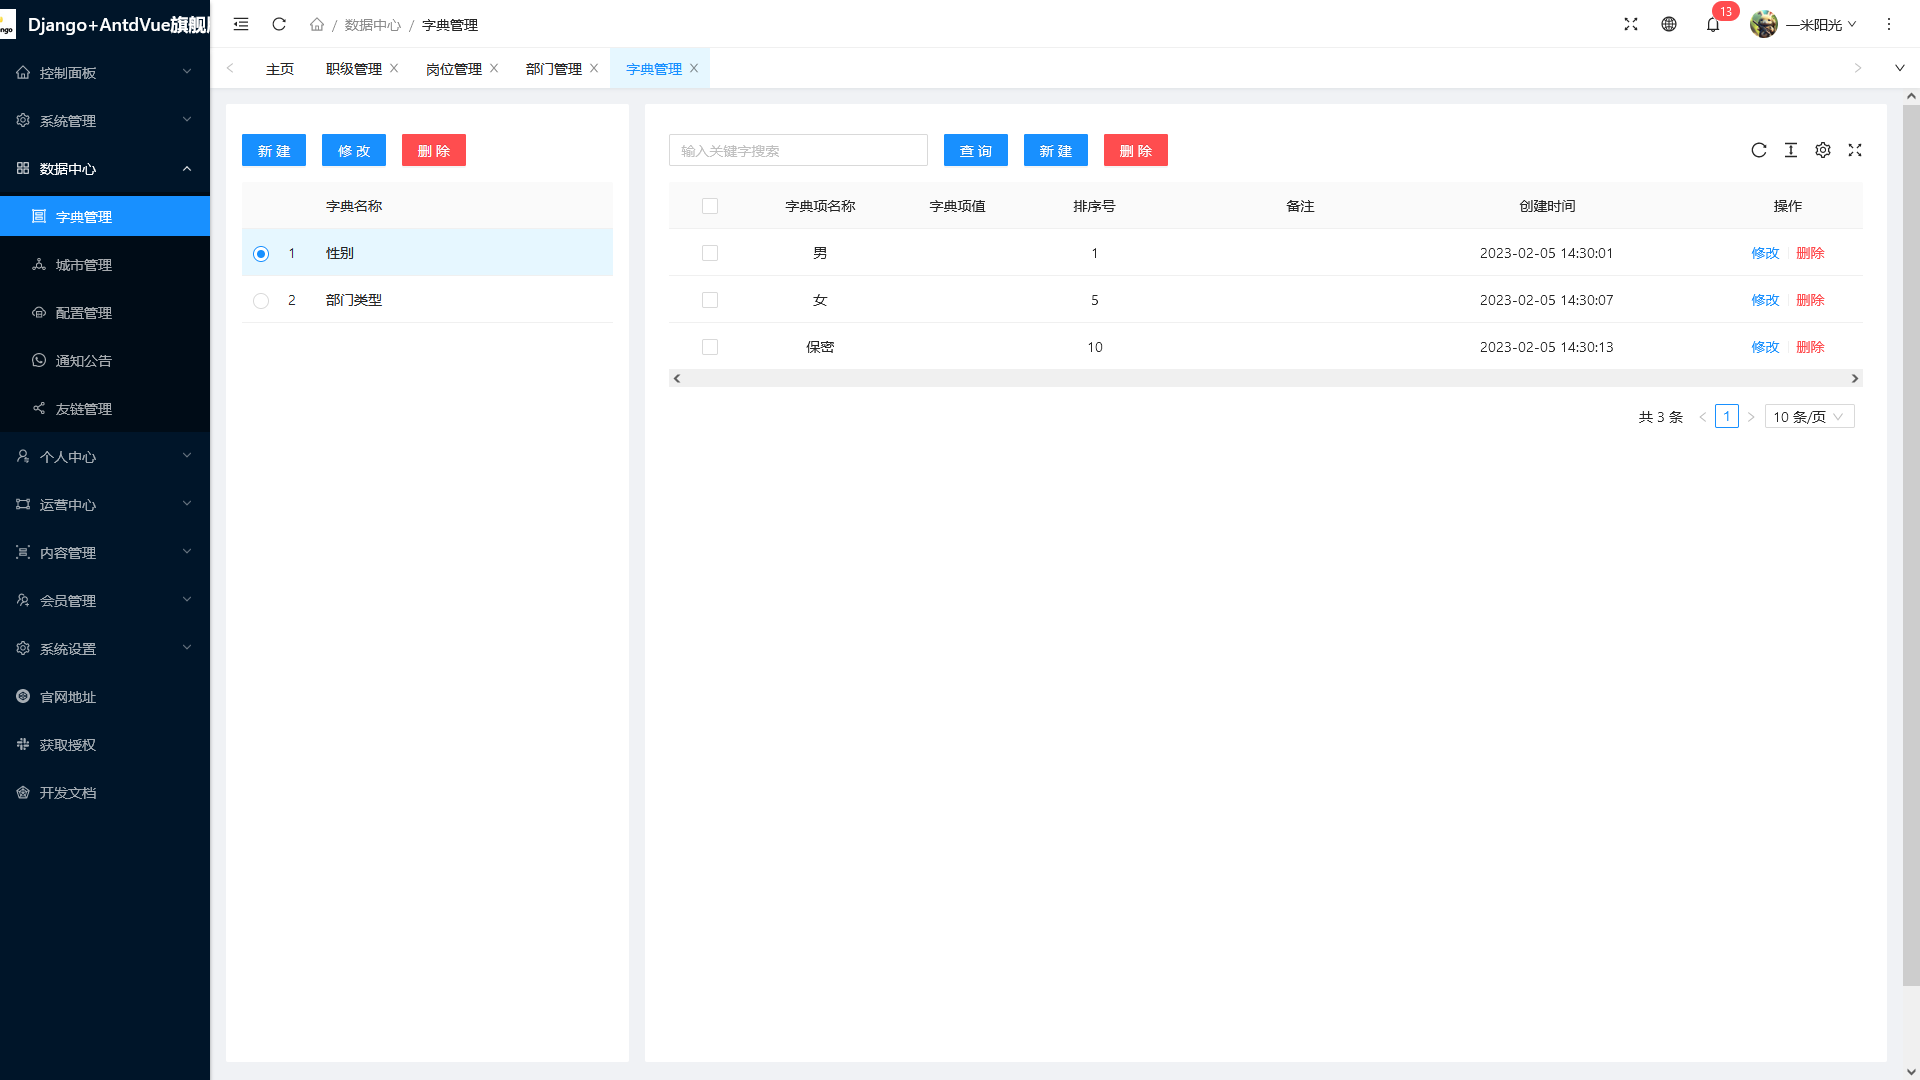 Django+AntdVue旗舰
控制面板
系统管理
数据中心
字典管理
城市管理
配置管理
通知公告
友链管理
个人中心
运营中心
内容管理
会员管理
系统设置
官网地址
获取授权
开发文档
/ 数据中心 / 字典管理
13
一米阳光
主页
职级管理
岗位管理
部门管理
字典管理
新 建
修 改
删 除
字典名称
1 性别
2 部门类型
输入关键字搜索
查 询
新 建
删 除
字典项名称 字典项值 排序号 备注 创建时间 操作
男 1 2023-02-05 14:30:01 修改 删除
女 5 2023-02-05 14:30:07 修改 删除
保密 10 2023-02-05 14:30:13 修改 删除
共 3 条
1
10 条/页